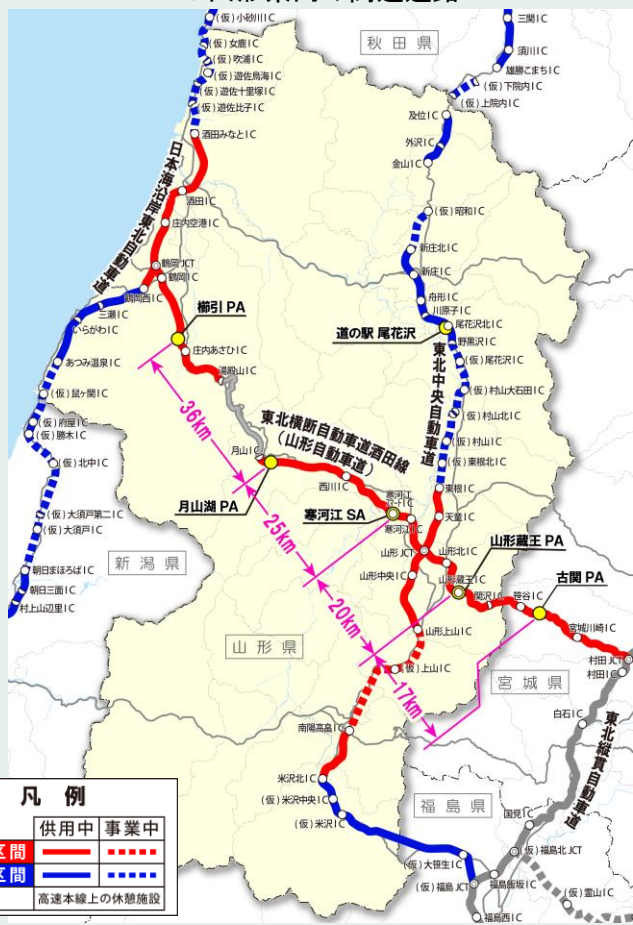 三関IC
(仮)小砂川IC
秋田県
須川IC
(仮)女鹿IC
雄勝こまちIC
(仮)吹浦IC
(仮)下院内IC
(仮)遊佐鳥海IC
(仮)上院内IC
(仮)遊佐十里塚IC
(仮)遊佐比子IC
及位IC
酒田みなとIC
外沢IC
金山IC
日本海沿岸東北自動車道
酒田IC
(仮)昭和IC
庄内空港IC
新庄北IC
鶴岡JCT
新庄IC
鶴岡IC
鶴岡西IC
舟形IC
三瀬IC
櫛引 PA
川原子IC
いらがわIC
道の駅 尾花沢
尾花沢北IC
野黒沢IC
庄内あさひIC
あつみ温泉IC
(仮)尾花沢IC
湯殿山IC
東北中央自動車道
(仮)鼠ヶ関IC
36km
(仮)村山大石田IC
(仮)村山北IC
(仮)府屋IC
東北横断自動車道酒田線
(山形自動車道)
(仮)勝木IC
(仮)村山IC
月山IC
(仮)北中IC
(仮)東根北IC
西川IC
東根IC
月山湖 PA
寒河江 SA
寒河江
スマートIC
(仮)大須戸第二IC
天童IC
25km
寒河江IC
(仮)大須戸IC
山形蔵王 PA
新潟県
山形JCT
山形北IC
古関 PA
朝日まほろばIC
山形中央IC
山形蔵王IC
朝日三面IC
関沢IC
笹谷IC
村上山辺里IC
20km
山形上山IC
宮城川崎IC
山形県
村田JCT
(仮)上山IC
宮城県
村田IC
17km
白石IC
南陽高畠IC
東北縦貫自動車道
米沢北IC
凡例
福島県
(仮)米沢中央IC
国見IC
供用中
事業中
(仮)米沢IC
区間
(仮)福島北JCT
区間
(仮)大笹生IC
(仮)福島JCT
福島飯坂IC
高速本線上の休憩施設
(仮)霊山IC
福島西IC